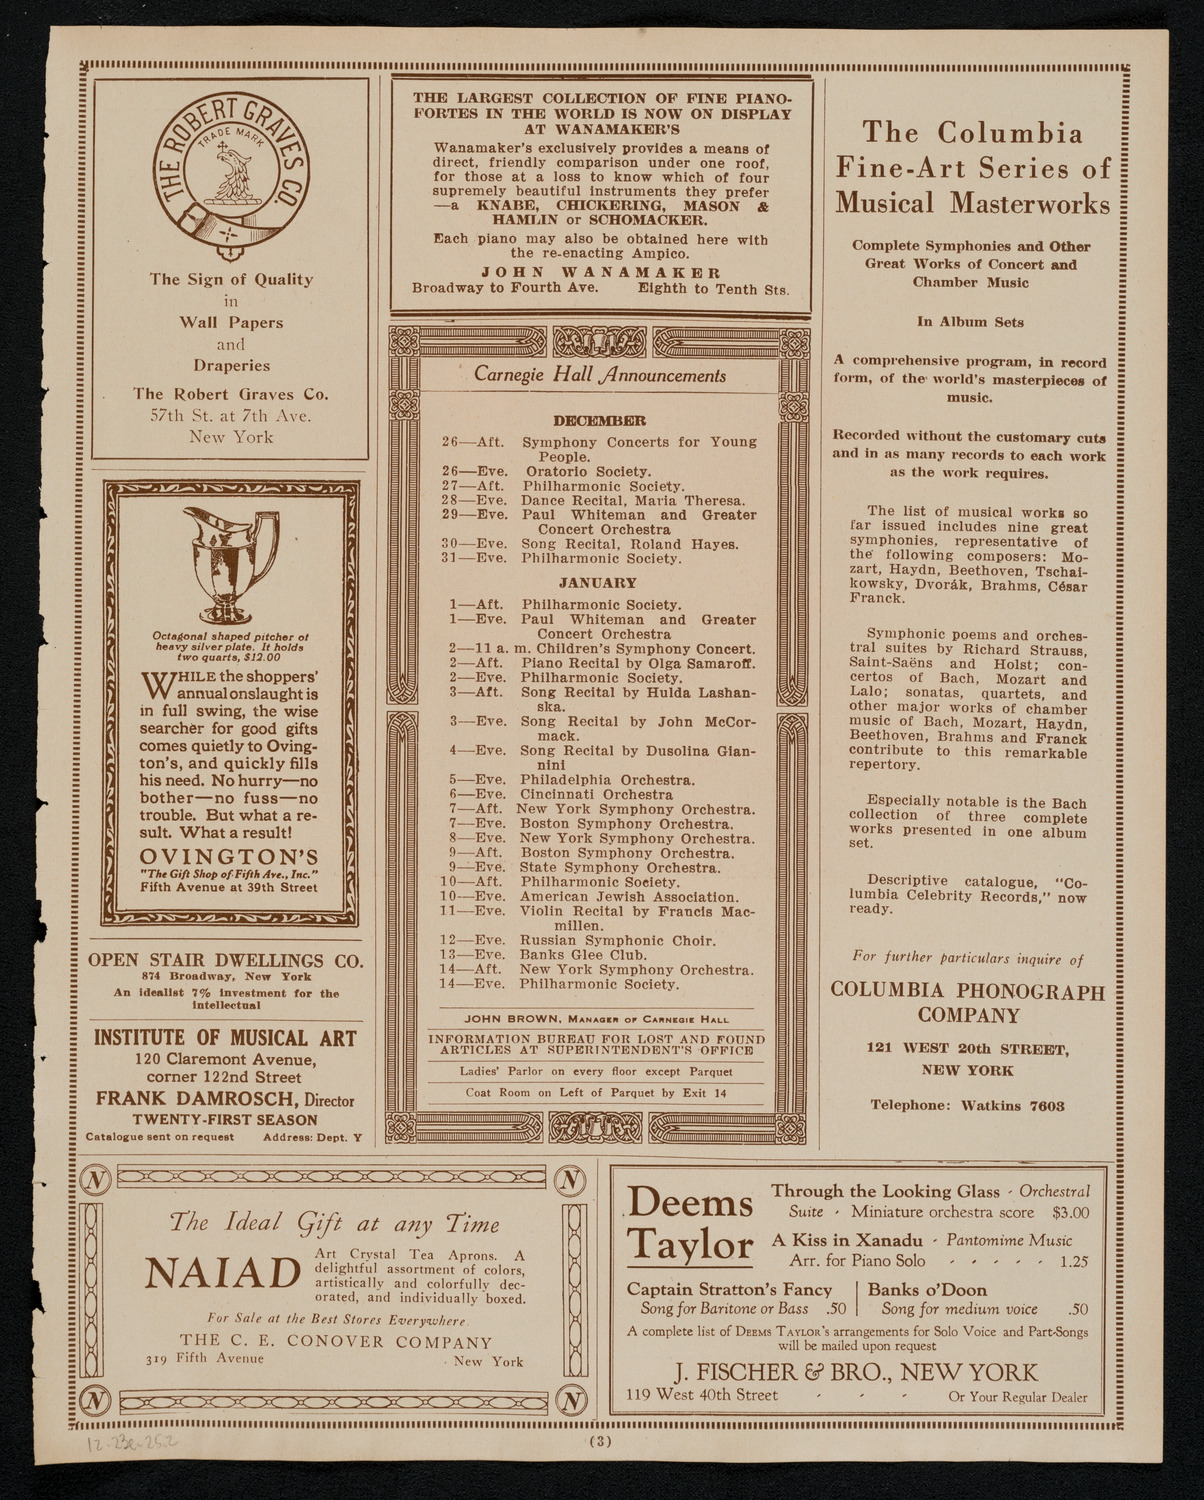 THE ROBERT GRAVES CO.
TRADE MARK
The Sign of Quality
in
Wall Papers
and
Draperies
The Robert Graves Co.
57th St. at 7th Ave.
New York
Octagonal shaped pitcher of
heavy silver plate. It holds
two quarts, $12.00
WHILE the shoppers'
annual onslaught is
in full swing, the wise
searcher for good gifts
comes quietly to Oving-
ton's, and quickly fills
his need. No hurry—no
bother—no fuss—no
trouble. But what a re-
sult. What a result!
OVINGTON'S
"The Gift Shop of Fifth Ave., Inc."
Fifth Avenue at 39th Street
OPEN STAIR DWELLINGS CO.
874 Broadway, New York
An idealist 7% investment for the
intellectual
INSTITUTE OF MUSICAL ART
120 Claremont Avenue,
corner 122nd Street
FRANK DAMROSCH, Director
TWENTY-FIRST SEASON
Catalogue sent on request Address: Dept. Y
THE LARGEST COLLECTION OF FINE PIANO-
FORTES IN THE WORLD IS NOW ON DISPLAY
AT WANAMAKER'S
Wanamaker's exclusively provides a means of
direct, friendly comparison under one roof,
for those at a loss to know which of four
supremely beautiful instruments they prefer
—a KNABE, CHICKERING, MASON &
HAMLIN or SCHOMACKER.
Each piano may also be obtained here with
the re-enacting Ampico.
JOHN WANAMAKER
Broadway to Fourth Ave. Eighth to Tenth Sts.
Carnegie Hall Announcements
DECEMBER
26—Aft. Symphony Concerts for Young
People.
26—Eve. Oratorio Society.
27—Aft. Philharmonic Society.
28—Eve. Dance Recital, Maria Theresa.
29—Eve. Paul Whiteman and Greater
Concert Orchestra
30—Eve. Song Recital, Roland Hayes.
31—Eve. Philharmonic Society.
JANUARY
1—Aft. Philharmonic Society.
1—Eve. Paul Whiteman and Greater
Concert Orchestra
2—11 a. m. Children's Symphony Concert.
2—Aft. Piano Recital by Olga Samaroff.
2—Eve. Philharmonic Society.
3—Aft. Song Recital by Hulda Lashan-
ska.
3—Eve. Song Recital by John McCor-
mack.
4—Eve. Song Recital by Dusolina Gian-
nini
5—Eve. Philadelphia Orchestra.
6—Eve. Cincinnati Orchestra
7—Aft. New York Symphony Orchestra.
7—Eve. Boston Symphony Orchestra.
8—Eve. New York Symphony Orchestra.
9—Aft. Boston Symphony Orchestra.
9—Eve. State Symphony Orchestra.
10—Aft. Philharmonic Society.
10—Eve. American Jewish Association.
11—Eve. Violin Recital by Francis Mac-
millen.
12—Eve. Russian Symphonic Choir.
13—Eve. Banks Glee Club.
14—Aft. New York Symphony Orchestra.
14—Eve. Philharmonic Society.
JOHN BROWN, MANAGER OF CARNEGIE HALL
INFORMATION BUREAU FOR LOST AND FOUND
ARTICLES AT SUPERINTENDENT'S OFFICE
Ladies' Parlor on every floor except Parquet
Coat Room on Left of Parquet by Exit 14
The Columbia
Fine-Art Series of
Musical Masterworks
Complete Symphonies and Other
Great Works of Concert and
Chamber Music
In Album Sets
A comprehensive program, in record
form, of the world's masterpieces of
music.
Recorded without the customary cuts
and in as many records to each work
as the work requires.
The list of musical works so
far issued includes nine great
symphonies, representative of
the following composers: Mo-
zart, Haydn, Beethoven, Tschai-
kowsky, Dvorák, Brahms, César
Franck.
Symphonic poems and orches-
tral suites by Richard Strauss,
Saint-Saëns and Holst; con-
certos of Bach, Mozart and
Lalo; sonatas, quartets, and
other major works of chamber
music of Bach, Mozart, Haydn,
Beethoven, Brahms and Franck
contribute to this remarkable
repertory.
Especially notable is the Bach
collection of three complete
works presented in one album
set.
Descriptive catalogue, "Co-
lumbia Celebrity Records," now
ready.
For further particulars inquire of
COLUMBIA PHONOGRAPH
COMPANY
121 WEST 20th STREET,
NEW YORK
Telephone: Watkins 7603
N
N
The Ideal Gift at any Time
NAIAD
Art Crystal Tea Aprons. A
delightful assortment of colors,
artistically and colorfully dec-
orated, and individually boxed.
For Sale at the Best Stores Everywhere
THE C. E. CONOVER COMPANY
319 Fifth Avenue New York
N
N
Deems
Taylor
Through the Looking Glass - Orchestral
Suite - Miniature orchestra score $3.00
A Kiss in Xanadu - Pantomime Music
Arr. for Piano Solo - - - - - 1.25
Captain Stratton's Fancy
Song for Baritone or Bass .50
Banks o'Doon
Song for medium voice .50
A complete list of DEEMS TAYLOR'S arrangements for Solo Voice and Part-Songs
will be mailed upon request
J. FISCHER & BRO., NEW YORK
119 West 40th Street - - - Or Your Regular Dealer
(3)